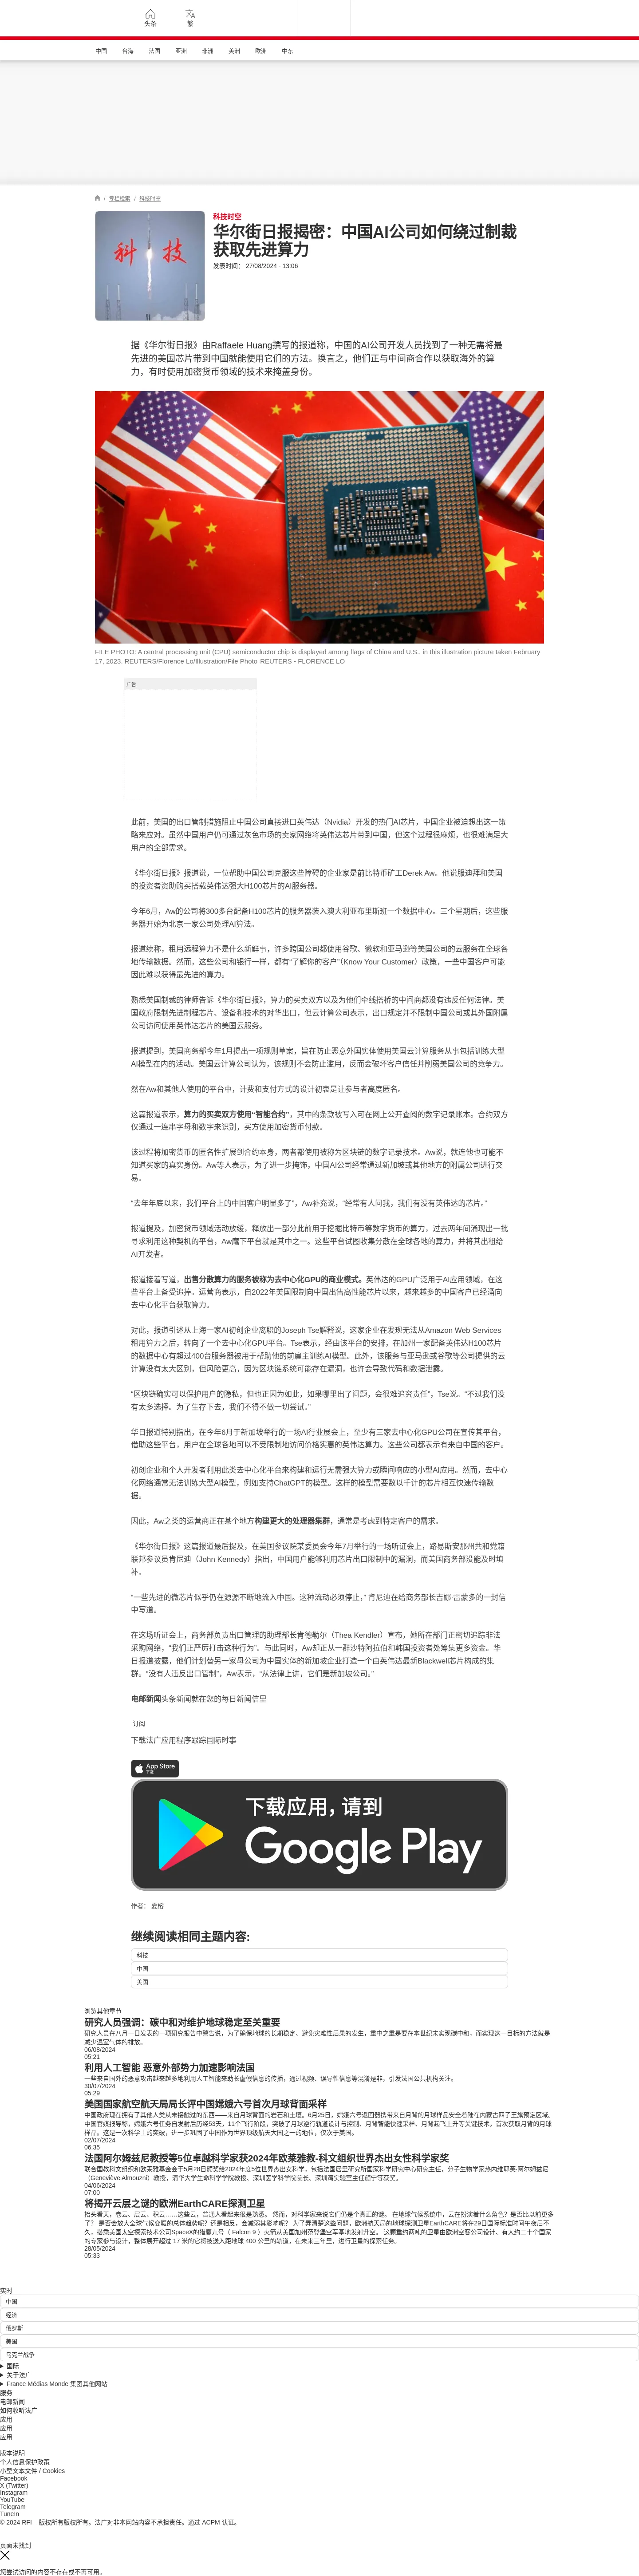 头条
繁
中国
台海
法国
亚洲
非洲
美洲
欧洲
中东
/ 专栏检索 / 科技时空
科技
科技时空
华尔街日报揭密：中国AI公司如何绕过制裁
获取先进算力
发表时间： 27/08/2024 - 13:06
据《华尔街日报》由Raffaele Huang撰写的报道称，中国的AI公司开发人员找到了一种无需将最
先进的美国芯片带到中国就能使用它们的方法。换言之，他们正与中间商合作以获取海外的算
力，有时使用加密货币领域的技术来掩盖身份。
FILE PHOTO: A central processing unit (CPU) semiconductor chip is displayed among flags of China and U.S., in this illustration picture taken February
17, 2023. REUTERS/Florence Lo/Illustration/File Photo REUTERS - FLORENCE LO
广告
此前，美国的出口管制措施阻止中国公司直接进口英伟达（Nvidia）开发的热门AI芯片，中国企业被迫想出这一策
略来应对。虽然中国用户仍可通过灰色市场的卖家网络将英伟达芯片带到中国，但这个过程很麻烦，也很难满足大
用户的全部需求。
《华尔街日报》报道说，一位帮助中国公司克服这些障碍的企业家是前比特币矿工Derek Aw。他说服迪拜和美国
的投资者资助购买搭载英伟达强大H100芯片的AI服务器。
今年6月，Aw的公司将300多台配备H100芯片的服务器装入澳大利亚布里斯班一个数据中心。三个星期后，这些服
务器开始为北京一家公司处理AI算法。
报道续称，租用远程算力不是什么新鲜事，许多跨国公司都使用谷歌、微软和亚马逊等美国公司的云服务在全球各
地传输数据。然而，这些公司和银行一样，都有“了解你的客户”（Know Your Customer）政策，一些中国客户可能
因此难以获得最先进的算力。
熟悉美国制裁的律师告诉《华尔街日报》，算力的买卖双方以及为他们牵线搭桥的中间商都没有违反任何法律。美
国政府限制先进制程芯片、设备和技术的对华出口，但云计算公司表示，出口规定并不限制中国公司或其外国附属
公司访问使用英伟达芯片的美国云服务。
报道提到，美国商务部今年1月提出一项规则草案，旨在防止恶意外国实体使用美国云计算服务从事包括训练大型
AI模型在内的活动。美国云计算公司认为，该规则不会防止滥用，反而会破坏客户信任并削弱美国公司的竞争力。
然在Aw和其他人使用的平台中，计费和支付方式的设计初衷是让参与者高度匿名。
这篇报道表示，算力的买卖双方使用“智能合约”，其中的条款被写入可在网上公开查阅的数字记录账本。合约双方
仅通过一连串字母和数字来识别，买方使用加密货币付款。
该过程将加密货币的匿名性扩展到合约本身，两者都使用被称为区块链的数字记录技术。Aw说，就连他也可能不
知道买家的真实身份。Aw等人表示，为了进一步掩饰，中国AI公司经常通过新加坡或其他地方的附属公司进行交
易。
“去年年底以来，我们平台上的中国客户明显多了”，Aw补充说，“经常有人问我，我们有没有英伟达的芯片。”
报道提及，加密货币领域活动放缓，释放出一部分此前用于挖掘比特币等数字货币的算力，过去两年间涌现出一批
寻求利用这种契机的平台，Aw麾下平台就是其中之一。这些平台试图收集分散在全球各地的算力，并将其出租给
AI开发者。
报道接着写道，出售分散算力的服务被称为去中心化GPU的商业模式。英伟达的GPU广泛用于AI应用领域，在这
些平台上备受追捧。运营商表示，自2022年美国限制向中国出售高性能芯片以来，越来越多的中国客户已经涌向
去中心化平台获取算力。
对此，报道引述从上海一家AI初创企业离职的Joseph Tse解释说，这家企业在发现无法从Amazon Web Services
租用算力之后，转向了一个去中心化GPU平台。Tse表示，经由该平台的安排，在加州一家配备英伟达H100芯片
的数据中心有超过400台服务器被用于帮助他的前雇主训练AI模型。此外，该服务与亚马逊或谷歌等公司提供的云
计算没有太大区别，但风险更高，因为区块链系统可能存在漏洞，也许会导致代码和数据泄露。
“区块链确实可以保护用户的隐私，但也正因为如此，如果哪里出了问题，会很难追究责任”，Tse说。“不过我们没
有太多选择。为了生存下去，我们不得不做一切尝试。”
华日报道特别指出，在今年6月于新加坡举行的一场AI行业展会上，至少有三家去中心化GPU公司在宣传其平台，
借助这些平台，用户在全球各地可以不受限制地访问价格实惠的英伟达算力。这些公司都表示有来自中国的客户。
初创企业和个人开发者利用此类去中心化平台来构建和运行无需强大算力或瞬间响应的小型AI应用。然而，去中心
化网络通常无法训练大型AI模型，例如支持ChatGPT的模型。这样的模型需要数以千计的芯片相互快速传输数
据。
因此，Aw之类的运营商正在某个地方构建更大的处理器集群，通常是考虑到特定客户的需求。
《华尔街日报》这篇报道最后提及，在美国参议院某委员会今年7月举行的一场听证会上，路易斯安那州共和党籍
联邦参议员肯尼迪（John Kennedy）指出，中国用户能够利用芯片出口限制中的漏洞，而美国商务部没能及时填
补。
“一些先进的微芯片似乎仍在源源不断地流入中国。这种流动必须停止，” 肯尼迪在给商务部长吉娜·雷蒙多的一封信
中写道。
在这场听证会上，商务部负责出口管理的助理部长肯德勒尔（Thea Kendler）宣布，她所在部门正密切追踪非法
采购网络，“我们正严厉打击这种行为”。与此同时，Aw却正从一群沙特阿拉伯和韩国投资者处筹集更多资金。华
日报道披露，他们计划替另一家母公司为中国实体的新加坡企业打造一个由英伟达最新Blackwell芯片构成的集
群。“没有人违反出口管制”，Aw表示，“从法律上讲，它们是新加坡公司。”
电邮新闻头条新闻就在您的每日新闻信里
订阅
下载法广应用程序跟踪国际时事
App Store
下载
下载应用，请到
Google Play
作者： 夏榕
继续阅读相同主题内容:
科技
中国
美国
浏览其他章节
研究人员强调：碳中和对维护地球稳定至关重要
研究人员在八月一日发表的一项研究报告中警告说，为了确保地球的长期稳定、避免灾难性后果的发生，重中之重是要在本世纪末实现碳中和，而实现这一目标的方法就是
减少温室气体的排放。
06/08/2024
05:21
利用人工智能 恶意外部势力加速影响法国
一些来自国外的恶意攻击越来越多地利用人工智能来助长虚假信息的传播，通过视频、误导性信息等混淆是非，引发法国公共机构关注。
30/07/2024
05:29
美国国家航空航天局局长评中国嫦娥六号首次月球背面采样
中国政府现在拥有了其他人类从未接触过的东西——来自月球背面的岩石和土壤。6月25日，嫦娥六号返回器携带来自月背的月球样品安全着陆在内蒙古四子王旗预定区域。
中国官媒报导称，嫦娥六号任务自发射后历经53天，11个飞行阶段，突破了月球逆行轨道设计与控制、月背智能快速采样、月背起飞上升等关键技术，首次获取月背的月球
样品。这是一次科学上的突破，进一步巩固了中国作为世界顶级航天大国之一的地位，仅次于美国。
02/07/2024
06:35
法国阿尔姆兹尼教授等5位卓越科学家获2024年欧莱雅教-科文组织世界杰出女性科学家奖
联合国教科文组织和欧莱雅基金会于5月28日颁奖给2024年度5位世界杰出女科学，包括法国居里研究所国家科学研究中心研究主任，分子生物学家热内维耶芙·阿尔姆兹尼
（Geneviève Almouzni）教授，清华大学生命科学学院教授、深圳医学科学院院长、深圳湾实验室主任颜宁等获奖。
04/06/2024
07:00
将揭开云层之谜的欧洲EarthCARE探测卫星
抬头看天，卷云、层云、积云……这些云，普通人看起来很是熟悉。 然而，对科学家来说它们仍是个真正的谜。 在地球气候系统中，云在扮演着什么角色？是否比以前更多
了？ 是否会放大全球气候变暖的总体趋势呢？还是相反，会减弱其影响呢？ 为了弄清楚这些问题，欧洲航天局的地球探测卫星EarthCARE将在29日国际标准时间午夜后不
久，搭乘美国太空探索技术公司SpaceX的猎鹰九号（ Falcon 9 ）火箭从美国加州范登堡空军基地发射升空。 这颗重约两吨的卫星由欧洲空客公司设计、有大约二十个国家
的专家参与设计，整体展开超过 17 米的它将被送入距地球 400 公里的轨道，在未来三年里，进行卫星的探索任务。
28/05/2024
05:33
实时
中国
经济
俄罗斯
美国
乌克兰战争
国际
关于法广
France Médias Monde 集团其他网站
服务
电邮新闻
如何收听法广
应用
应用
应用
版本说明
个人信息保护政策
小型文本文件 / Cookies
Facebook
X (Twitter)
Instagram
YouTube
Telegram
TuneIn
© 2024 RFI – 版权所有版权所有。法广对非本网站内容不承担责任。通过 ACPM 认证。
页面未找到
您尝试访问的内容不存在或不再可用。